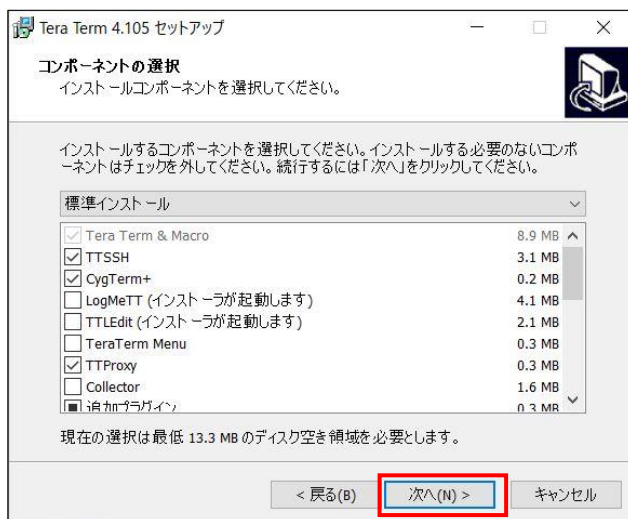 Tera Term 4.105 セットアップ
コンポーネントの選択
インストールコンポーネントを選択してください。
インストールするコンポーネントを選択してください。インストールする必要のないコンポ
ーネントはチェックを外してください。続行するには「次へ」をクリックしてください。
標準インストール
Tera Term & Macro 8.9 MB
TTSSH 3.1 MB
CygTerm+ 0.2 MB
LogMeTT (インストーラが起動します) 4.1 MB
TTLEdit (インストーラが起動します) 2.1 MB
TeraTerm Menu 0.3 MB
TTProxy 0.3 MB
Collector 1.6 MB
追加プラグイン 0.3 MB
現在の選択は最低 13.3 MB のディスク空き領域を必要とします。
< 戻る(B) 次へ(N) > キャンセル